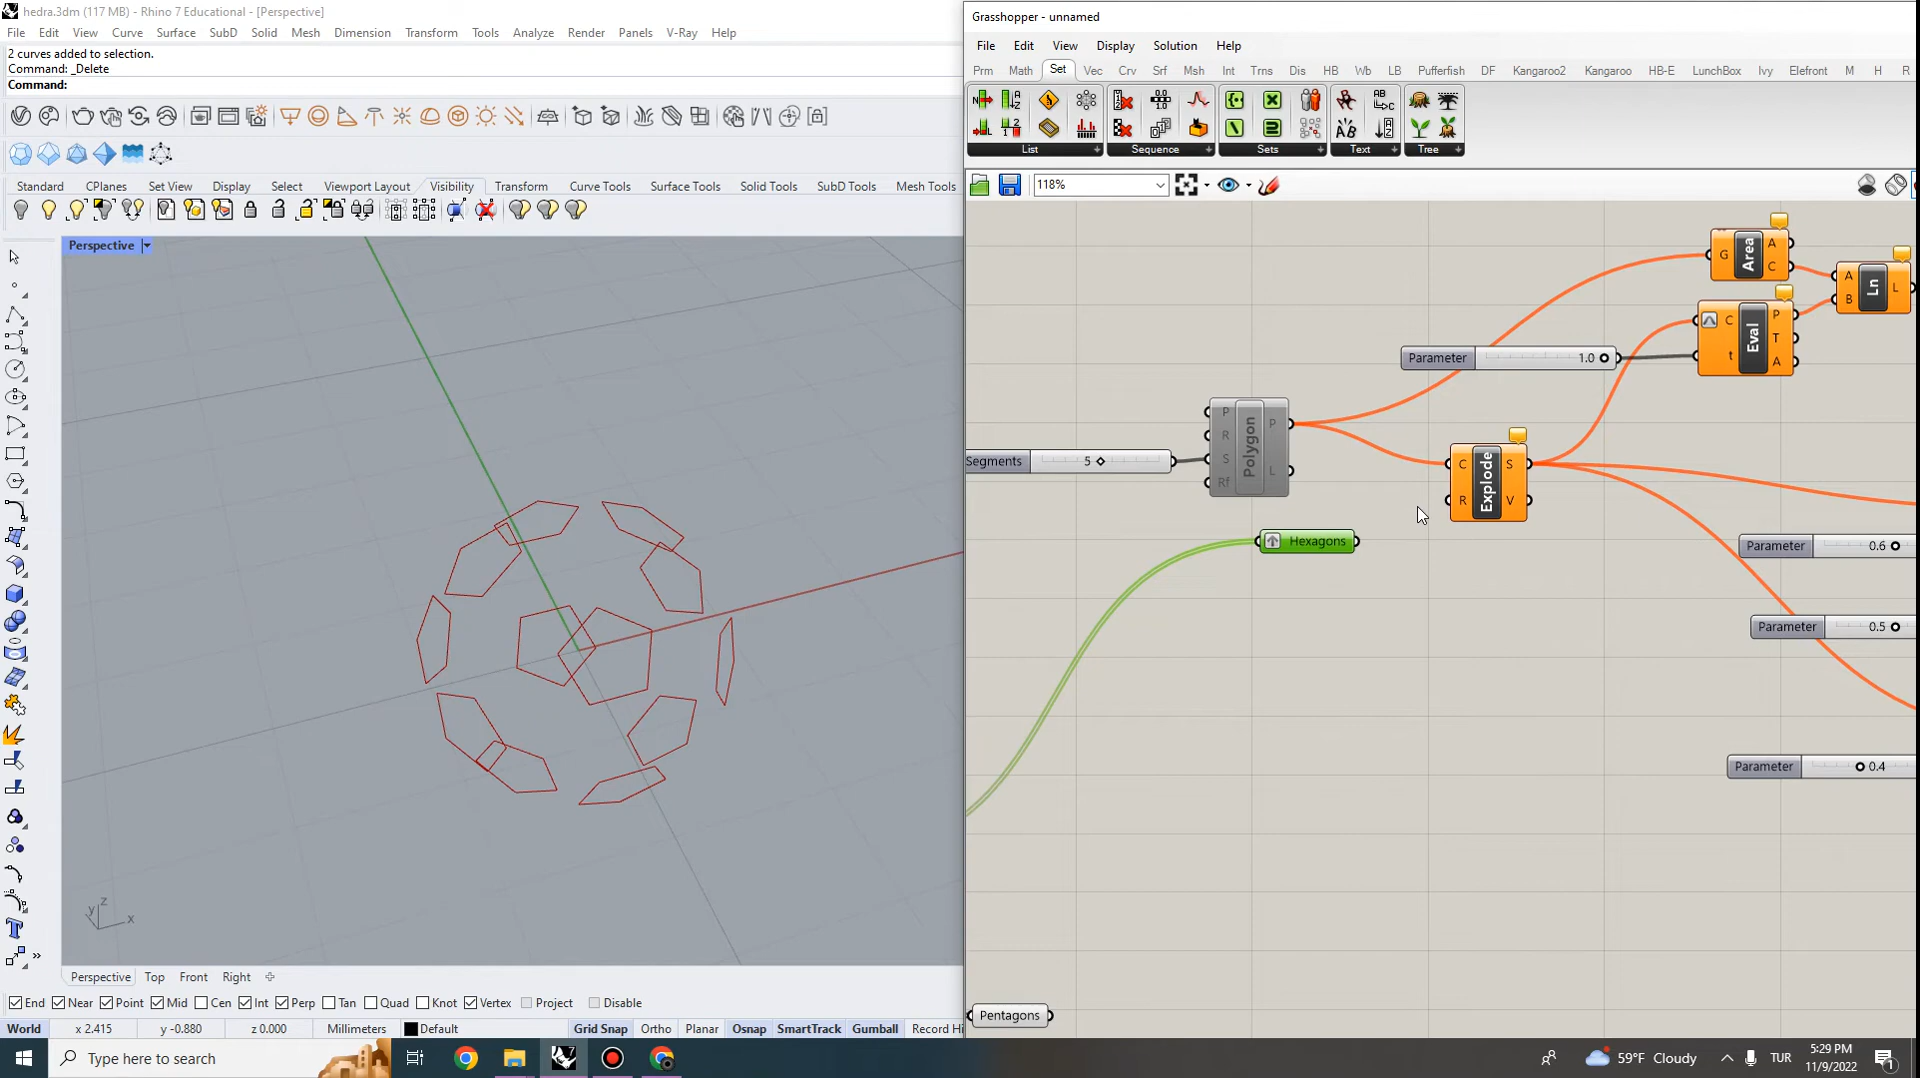 hedra.3dm (117 MB) - Rhino 7 Educational - [Perspective]
File Edit View Curve Surface SubD Solid Mesh Dimension Transform Tools Analyze Render Panels V-Ray Help
2 curves added to selection.
Command: _Delete
Command:
Standard CPlanes Set View Display Select Viewport Layout Visibility Transform Curve Tools Surface Tools Solid Tools SubD Tools Mesh Tools
Perspective
z
y
x
Perspective Top Front Right
End Near Point Mid Cen Int Perp Tan Quad Knot Vertex Project Disable
World x 2.415 y -0.880 z 0.000 Millimeters Default Grid Snap Ortho Planar Osnap SmartTrack Gumball Record Hi
Grasshopper - unnamed
File Edit View Display Solution Help
Prm Math Set Vec Crv Srf Msh Int Trns Dis HB Wb LB Pufferfish DF Kangaroo2 Kangaroo HB-E LunchBox Ivy Elefront M H R
List Sequence Sets Text Tree
118%
G Area A C
A B Ln L
C t Eval P T A
Parameter 1.0
P R S Rf Polygon P L
Segments 5
C R Explode S V
Hexagons
Parameter 0.6
Parameter 0.5
Parameter 0.4
Pentagons
Type here to search
59°F Cloudy
TUR
5:29 PM
11/9/2022
1